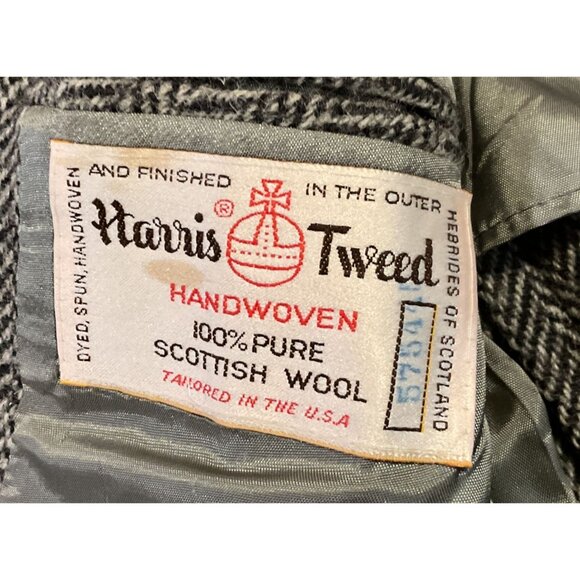 DYED, SPUN, HANDWOVEN
AND FINISHED
IN THE OUTER
HEBRIDES OF SCOTLAND
Harris ® Tweed
HANDWOVEN
100% PURE
SCOTTISH WOOL
TAILORED IN THE U.S.A